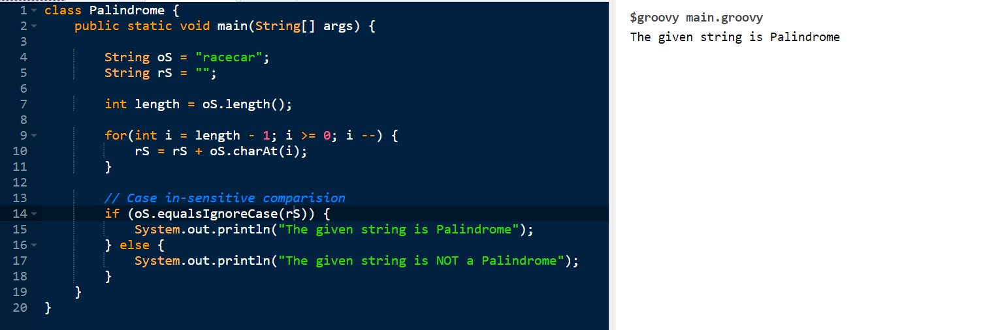 1 class Palindrome {
2 public static void main(String[] args) {
3
4 String oS = "racecar";
5 String rS = "";
6
7 int length = oS.length();
8
9 for(int i = length - 1; i >= 0; i --) {
10 rS = rS + oS.charAt(i);
11 }
12
13 // Case in-sensitive comparision
14 if (oS.equalsIgnoreCase(rS)) {
15 System.out.println("The given string is Palindrome");
16 } else {
17 System.out.println("The given string is NOT a Palindrome");
18 }
19 }
20 }
$groovy main.groovy
The given string is Palindrome